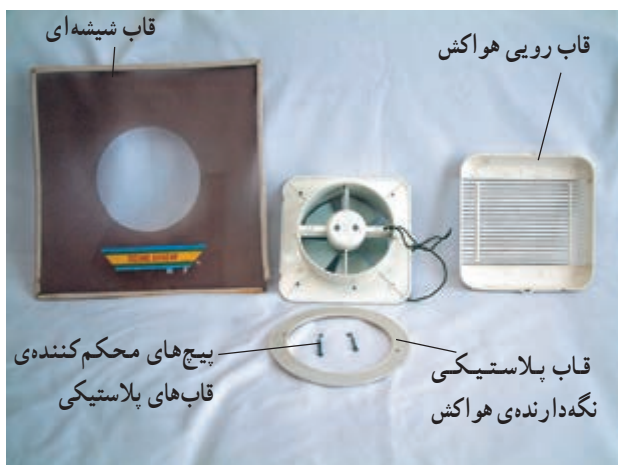 قاب شیشه‌ای
قاب رویی هواکش
پیچ‌های محکم‌کننده‌ی
قاب‌های پلاستیکی
قاب پلاستیکی
نگه‌دارنده‌ی هواکش